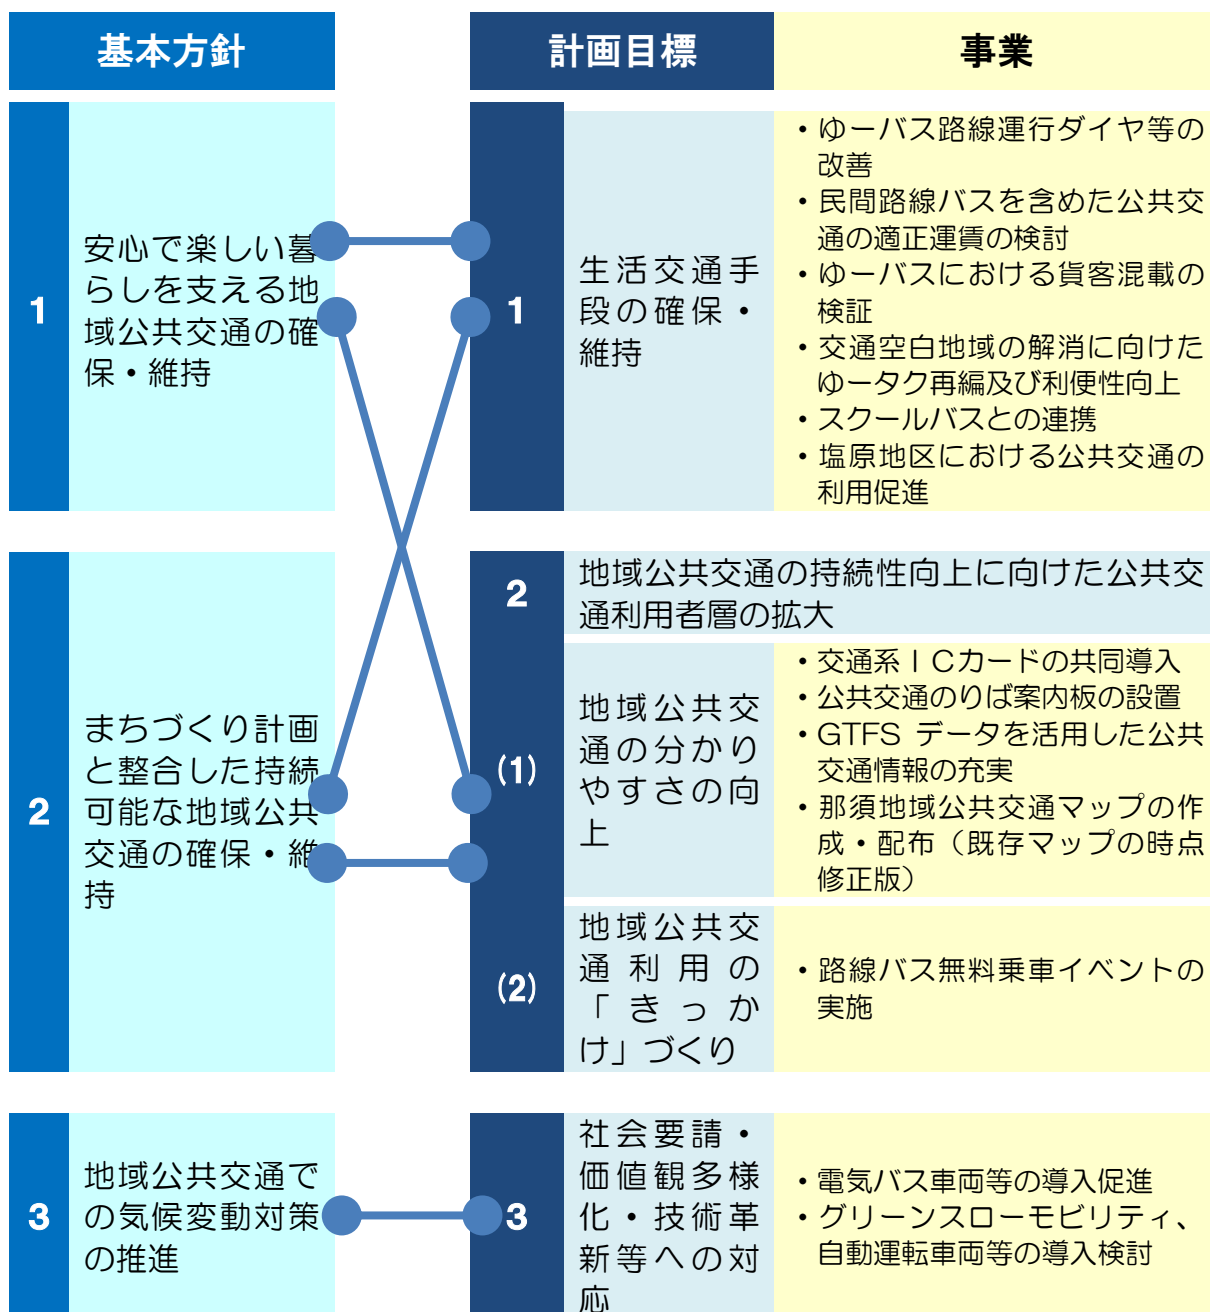 基本方針
計画目標
事業
1
安心で楽しい暮
らしを支える地
域公共交通の確
保・維持
1
生活交通手
段の確保・
維持
・ゆーバス路線運行ダイヤ等の
改善
・民間路線バスを含めた公共交
通の適正運賃の検討
・ゆーバスにおける貨客混載の
検証
・交通空白地域の解消に向けた
ゆータク再編及び利便性向上
・スクールバスとの連携
・塩原地区における公共交通の
利用促進
2
まちづくり計画
と整合した持続
可能な地域公共
交通の確保・維
持
2
地域公共交通の持続性向上に向けた公共交
通利用者層の拡大
(1)
地域公共交
通の分かり
やすさの向
上
・交通系ＩＣカードの共同導入
・公共交通のりば案内板の設置
・GTFS データを活用した公共
交通情報の充実
・那須地域公共交通マップの作
成・配布（既存マップの時点
修正版）
(2)
地域公共交
通利用の
「きっか
け」づくり
・路線バス無料乗車イベントの
実施
3
地域公共交通で
の気候変動対策
の推進
3
社会要請・
価値観多様
化・技術革
新等への対
応
・電気バス車両等の導入促進
・グリーンスローモビリティ、
自動運転車両等の導入検討